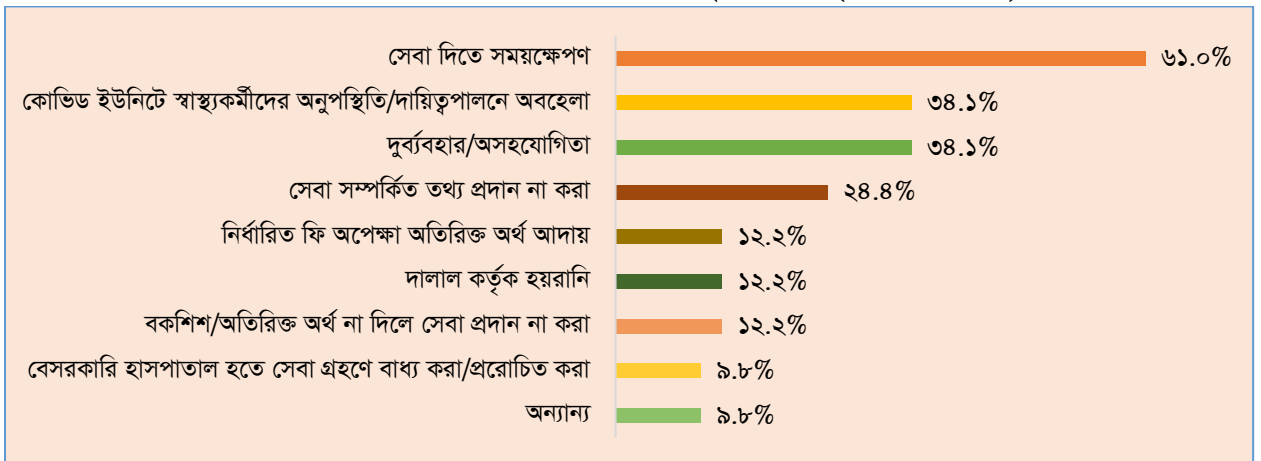 সেবা দিতে সময়ক্ষেপণ ৬১.০%
কোভিড ইউনিটে স্বাস্থ্যকর্মীদের অনুপস্থিতি/দায়িত্বপালনে অবহেলা ৩৪.১%
দুর্ব্যবহার/অসহযোগিতা ৩৪.১%
সেবা সম্পর্কিত তথ্য প্রদান না করা ২৪.৪%
নির্ধারিত ফি অপেক্ষা অতিরিক্ত অর্থ আদায় ১২.২%
দালাল কর্তৃক হয়রানি ১২.২%
বকশিশ/অতিরিক্ত অর্থ না দিলে সেবা প্রদান না করা ১২.২%
বেসরকারি হাসপাতাল হতে সেবা গ্রহণে বাধ্য করা/প্ররোচিত করা ৯.৮%
অন্যান্য ৯.৮%